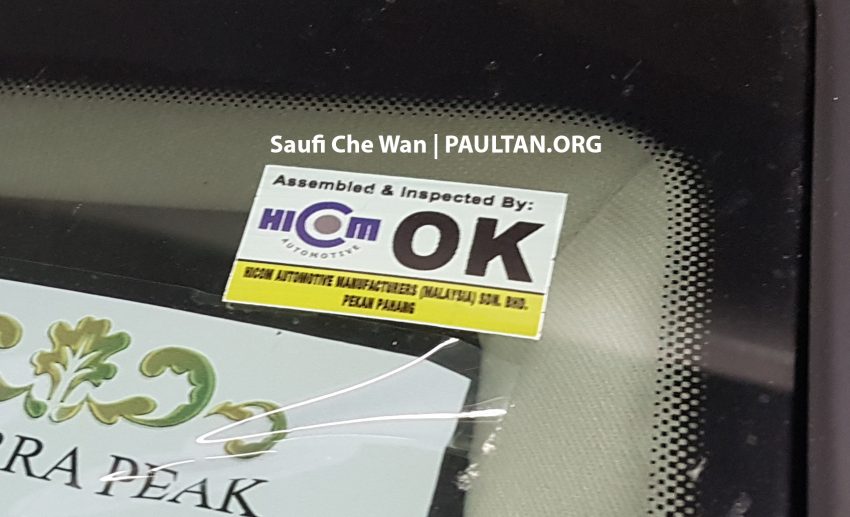 Saufi Che Wan | PAULTAN.ORG
Assembled & Inspected By:
HICOM OK
AUTOMOTIVE
HICOM AUTOMOTIVE MANUFACTURERS (MALAYSIA) SDN. BHD.
PEKAN PAHANG
RRA PEAK